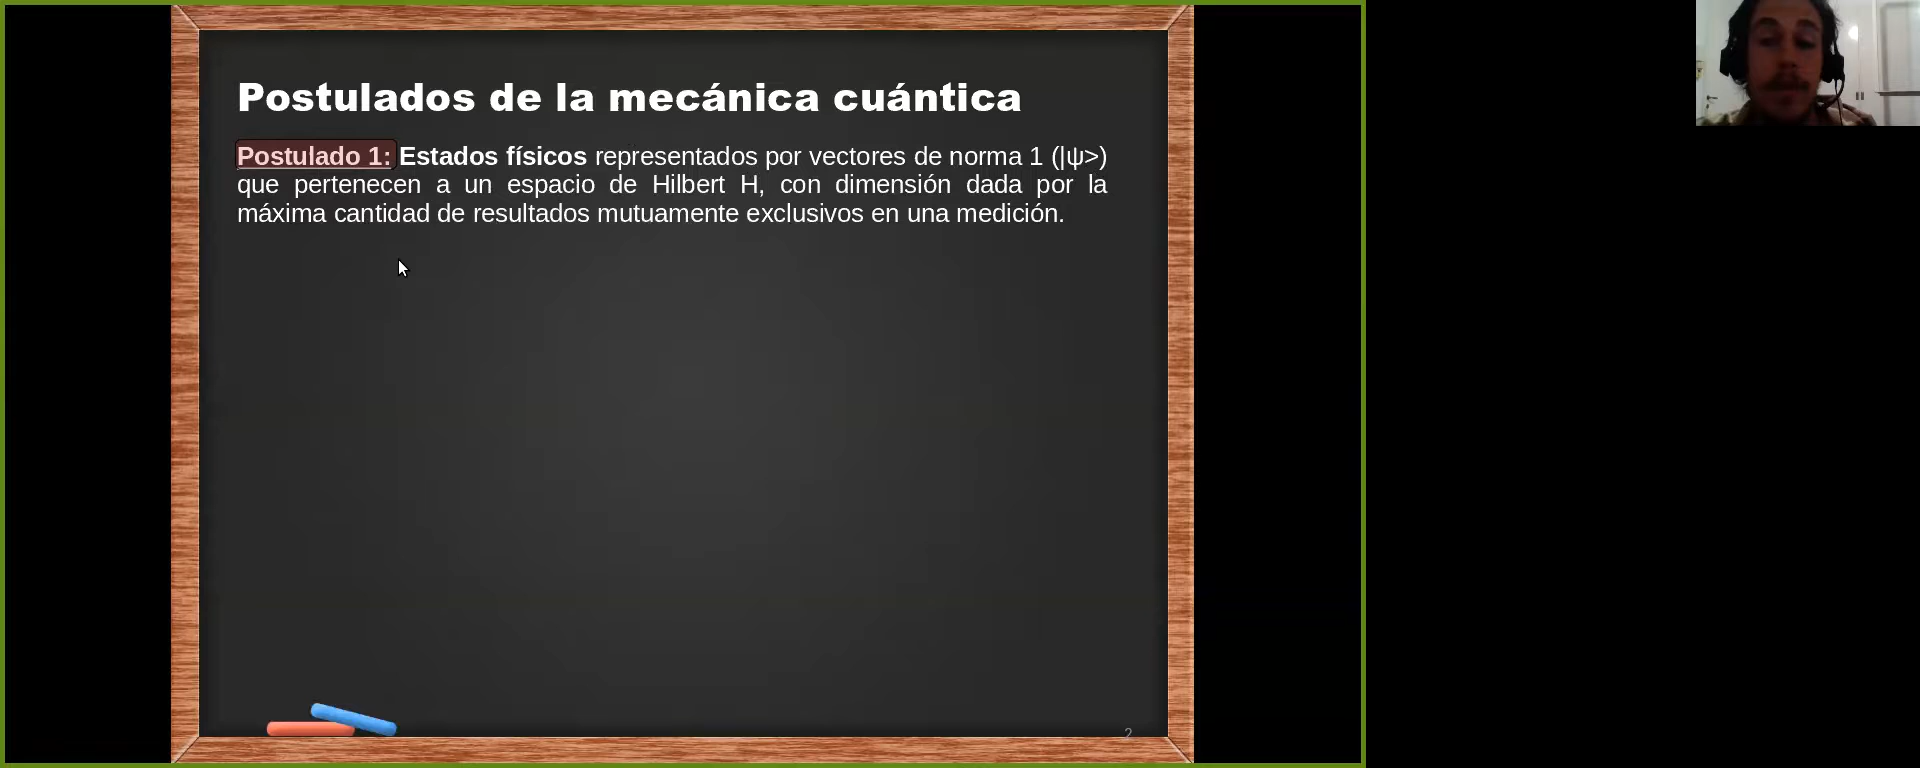 Postulados de la mecánica cuántica
Postulado 1: Estados físicos representados por vectores de norma 1 (|ψ>)
que pertenecen a un espacio de Hilbert H, con dimensión dada por la
máxima cantidad de resultados mutuamente exclusivos en una medición.
2